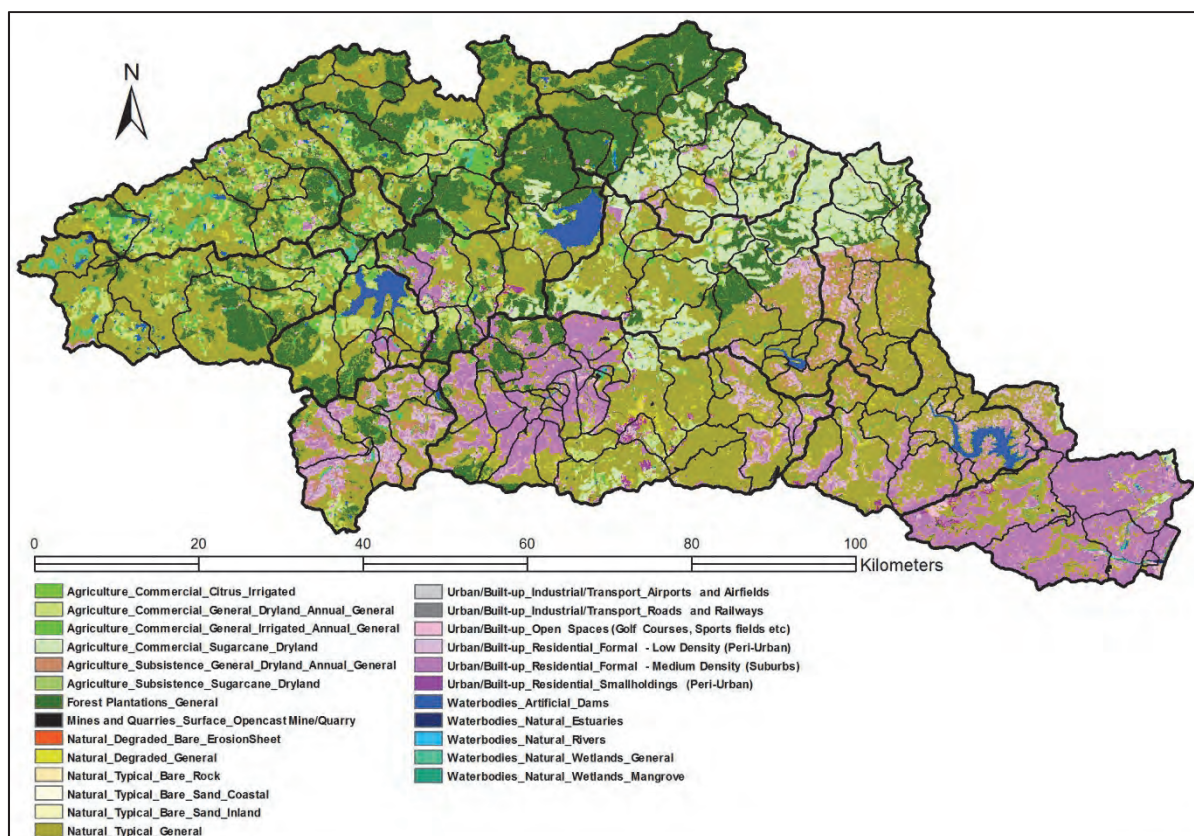 N
0 20 40 60 80 100
Kilometers
Agriculture_Commercial_Citrus_Irrigated
Agriculture_Commercial_General_Dryland_Annual_General
Agriculture_Commercial_General_Irrigated_Annual_General
Agriculture_Commercial_Sugarcane_Dryland
Agriculture_Subsistence_General_Dryland_Annual_General
Agriculture_Subsistence_Sugarcane_Dryland
Forest Plantations_General
Mines and Quarries_Surface_Opencast Mine/Quarry
Natural_Degraded_Bare_ErosionSheet
Natural_Degraded_General
Natural_Typical_Bare_Rock
Natural_Typical_Bare_Sand_Coastal
Natural_Typical_Bare_Sand_Inland
Natural_Typical_General
Urban/Built-up_Industrial/Transport_Airports and Airfields
Urban/Built-up_Industrial/Transport_Roads and Railways
Urban/Built-up_Open Spaces (Golf Courses, Sports fields etc)
Urban/Built-up_Residential_Formal - Low Density (Peri-Urban)
Urban/Built-up_Residential_Formal - Medium Density (Suburbs)
Urban/Built-up_Residential_Smallholdings (Peri-Urban)
Waterbodies_Artificial_Dams
Waterbodies_Natural_Estuaries
Waterbodies_Natural_Rivers
Waterbodies_Natural_Wetlands_General
Waterbodies_Natural_Wetlands_Mangrove